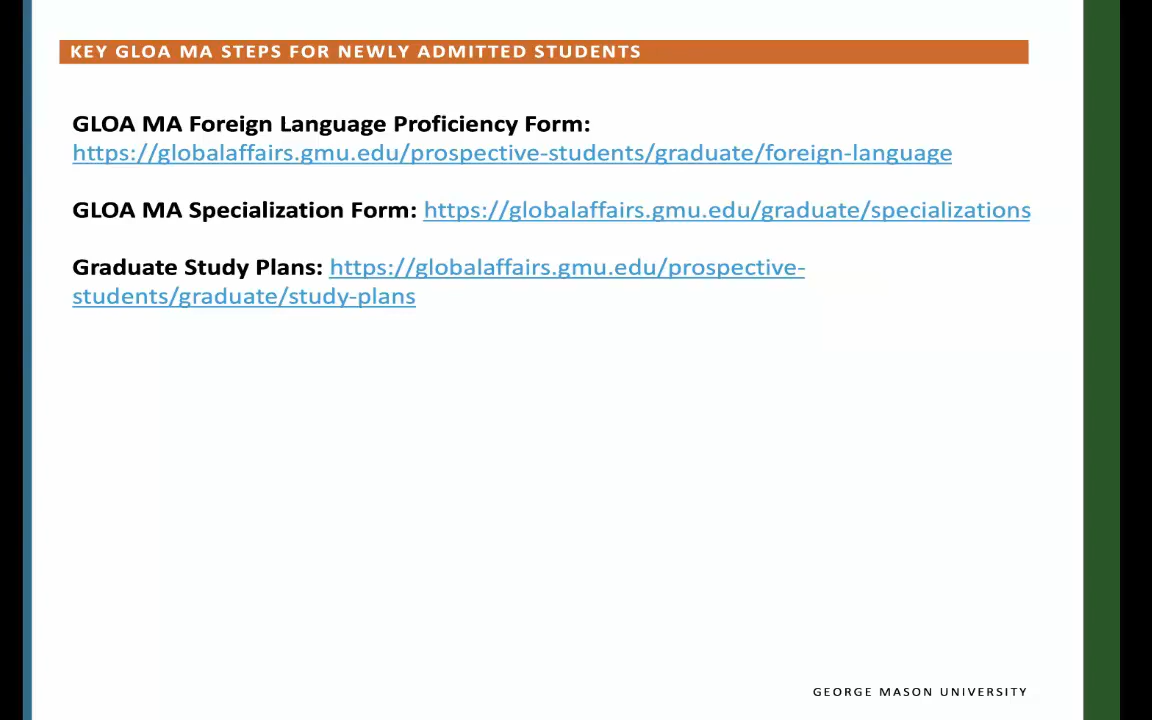 KEY GLOA MA STEPS FOR NEWLY ADMITTED STUDENTS
GLOA MA Foreign Language Proficiency Form:
https://globalaffairs.gmu.edu/prospective-students/graduate/foreign-language
GLOA MA Specialization Form: https://globalaffairs.gmu.edu/graduate/specializations
Graduate Study Plans: https://globalaffairs.gmu.edu/prospective-
students/graduate/study-plans
GEORGE MASON UNIVERSITY